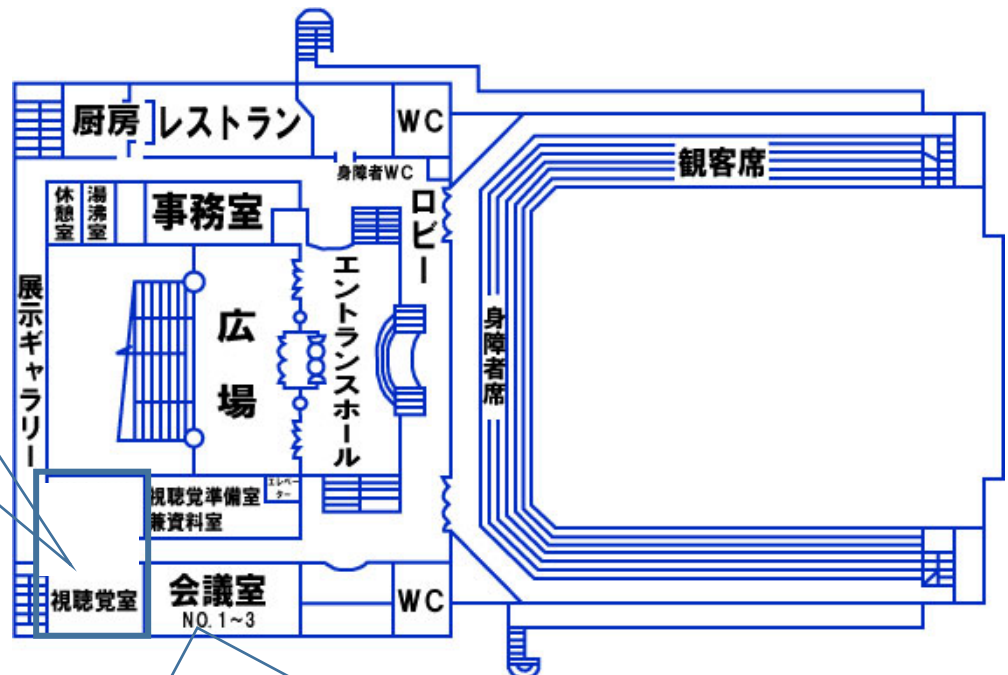 厨房
レストラン
WC
身障者WC
観客席
休憩室
湯沸室
事務室
ロビー
展示ギャラリー
広場
エントランスホール
身障者席
視聴覚準備室
兼資料室
エレベーター
視聴覚室
会議室
NO.1~3
WC